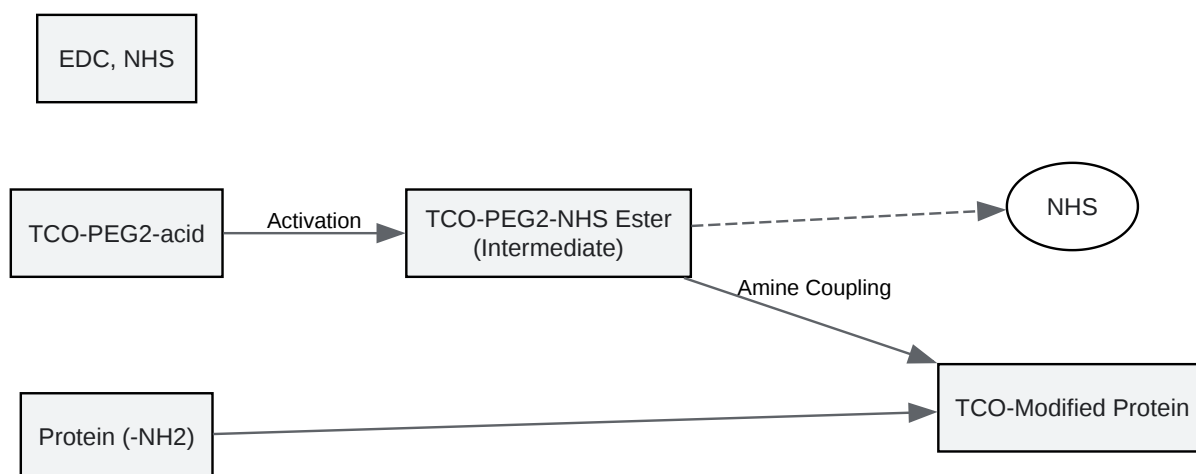 EDC, NHS
TCO-PEG2-acid
Activation
TCO-PEG2-NHS Ester
(Intermediate)
NHS
Amine Coupling
TCO-Modified Protein
Protein (-NH2)